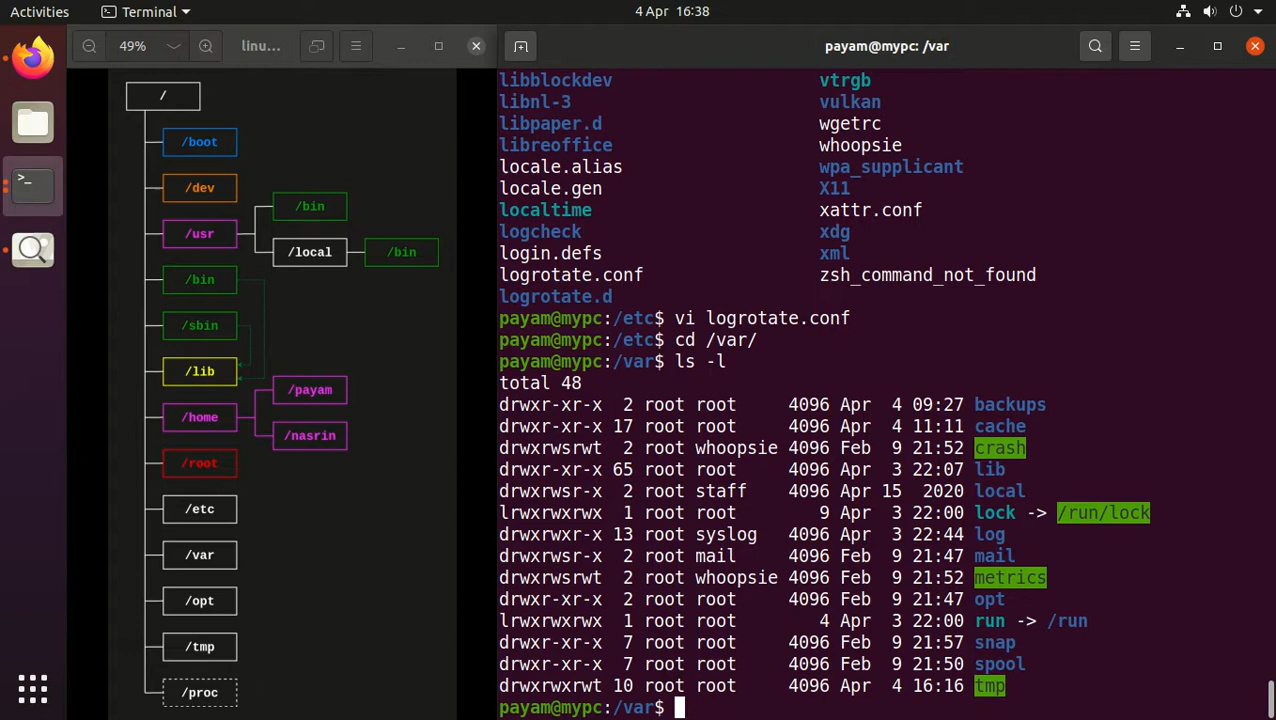 Activities Terminal 4 Apr 16:38
49% linu... payam@mypc: /var
/
/boot
/dev
/usr /bin
/local /bin
/bin
/sbin
/lib
/home /payam
/nasrin
/root
/etc
/var
/opt
/tmp
/proc
libblockdev vtrgb
libnl-3 vulkan
libpaper.d wgetrc
libreoffice whoopsie
locale.alias wpa_supplicant
locale.gen X11
localtime xattr.conf
logcheck xdg
login.defs xml
logrotate.conf zsh_command_not_found
logrotate.d
payam@mypc:/etc$ vi logrotate.conf
payam@mypc:/etc$ cd /var/
payam@mypc:/var$ ls -l
total 48
drwxr-xr-x 2 root root 4096 Apr 4 09:27 backups
drwxr-xr-x 17 root root 4096 Apr 4 11:11 cache
drwxrwsrwt 2 root whoopsie 4096 Feb 9 21:52 crash
drwxr-xr-x 65 root root 4096 Apr 3 22:07 lib
drwxrwsr-x 2 root staff 4096 Apr 15 2020 local
lrwxrwxrwx 1 root root 9 Apr 3 22:00 lock -> /run/lock
drwxrwxr-x 13 root syslog 4096 Apr 3 22:44 log
drwxrwsr-x 2 root mail 4096 Feb 9 21:47 mail
drwxrwsrwt 2 root whoopsie 4096 Feb 9 21:52 metrics
drwxr-xr-x 2 root root 4096 Feb 9 21:47 opt
lrwxrwxrwx 1 root root 4 Apr 3 22:00 run -> /run
drwxr-xr-x 7 root root 4096 Feb 9 21:57 snap
drwxr-xr-x 7 root root 4096 Feb 9 21:50 spool
drwxrwxrwt 10 root root 4096 Apr 4 16:16 tmp
payam@mypc:/var$